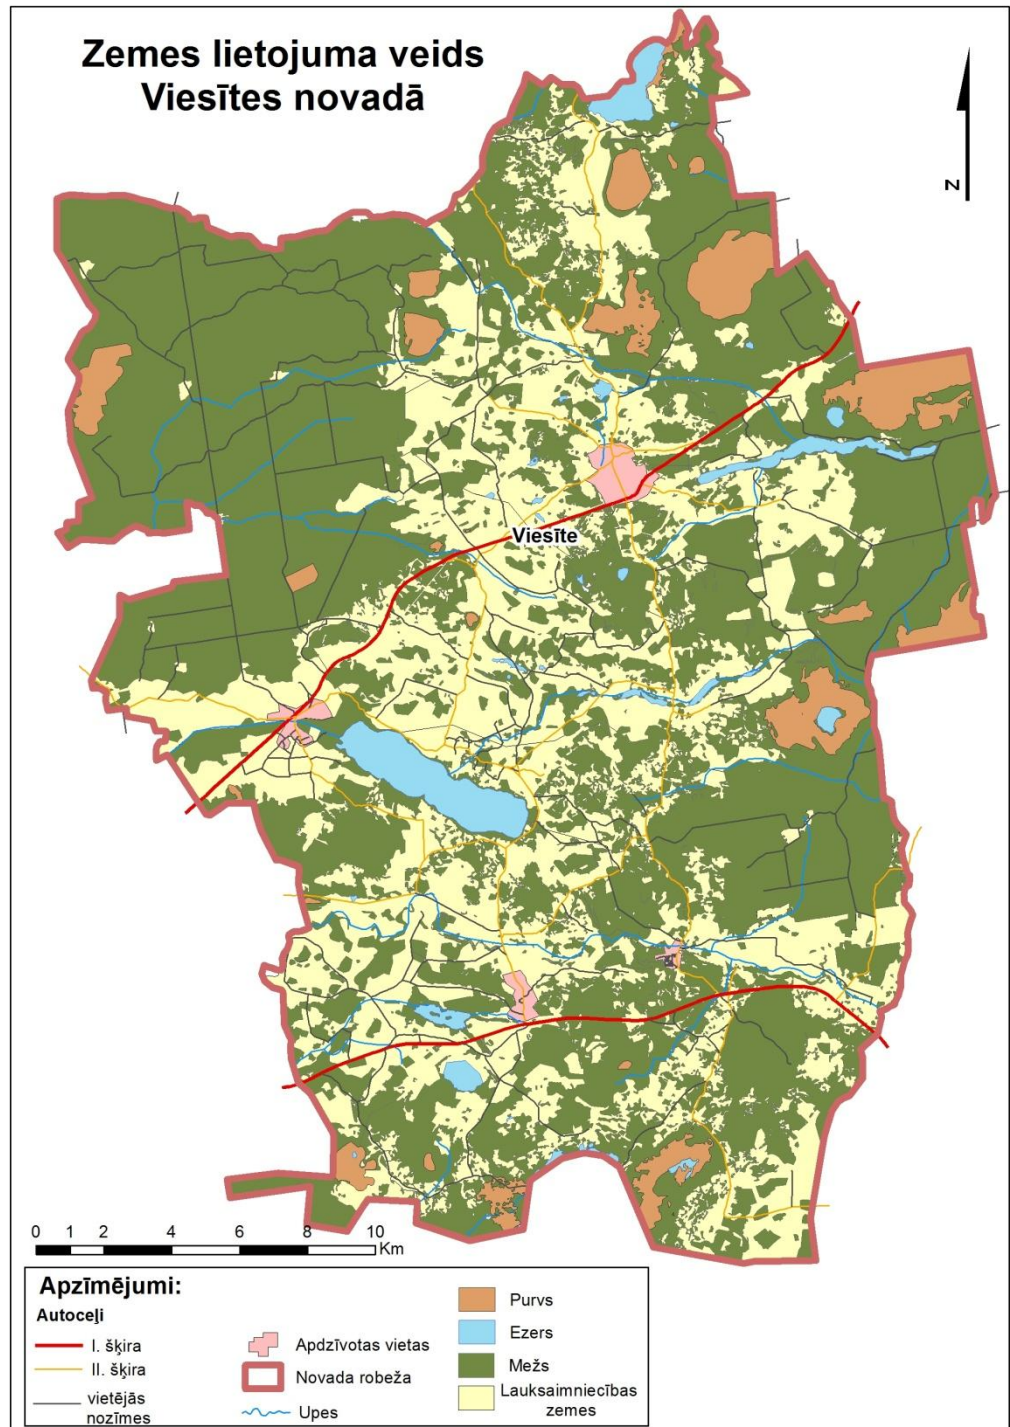 Zemes lietojuma veids
Viesītes novadā
N
Viesīte
0 1 2 4 6 8 10
Km
Apzīmējumi:
Autoceļi
I. šķira
II. šķira
vietējās
nozīmes
Apdzīvotas vietas
Novada robeža
Upes
Purvs
Ezers
Mežs
Lauksaimniecības
zemes